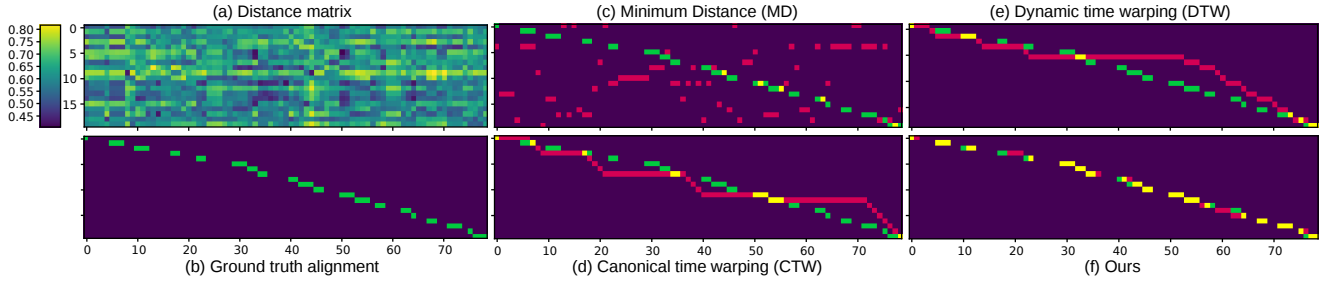 (a) Distance matrix
(c) Minimum Distance (MD)
(e) Dynamic time warping (DTW)
0.80
0.75
0.70
0.65
0.60
0.55
0.50
0.45
0
5
10
15
0 10 20 30 40 50 60 70
0 10 20 30 40 50 60 70
0 10 20 30 40 50 60 70
(b) Ground truth alignment
(d) Canonical time warping (CTW)
(f) Ours